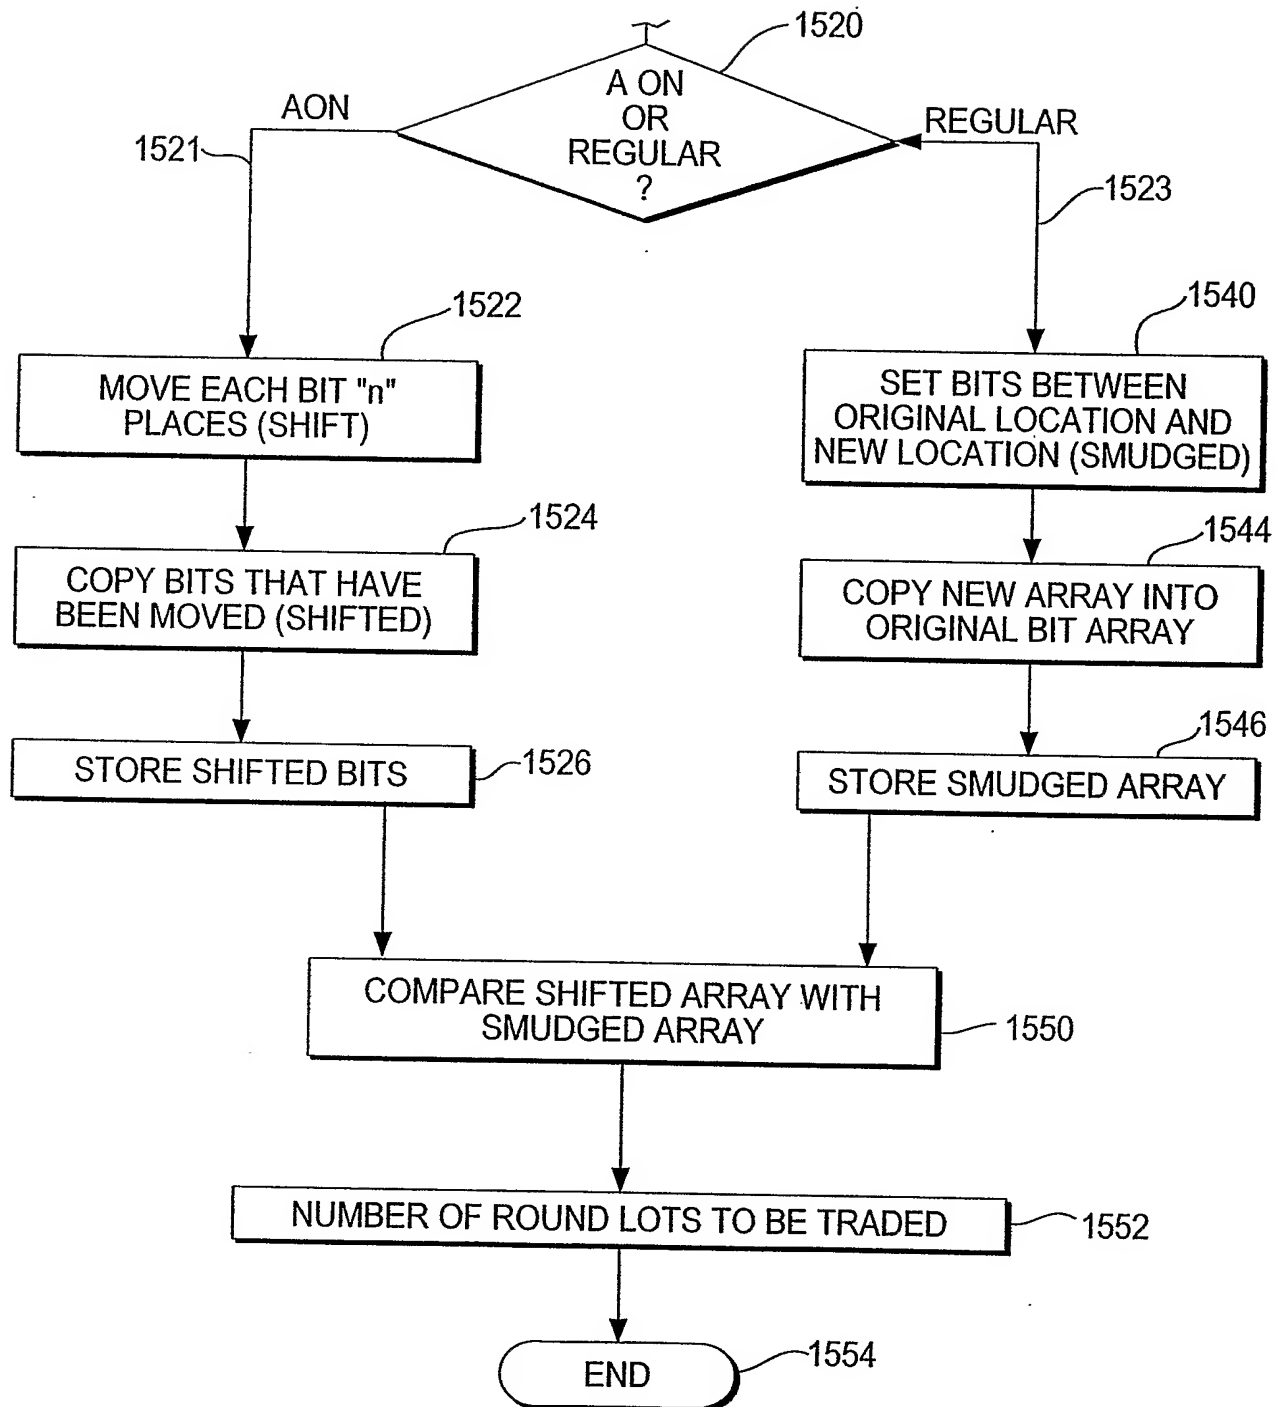 1520
A ON
OR
REGULAR
?
AON
REGULAR
1521
1523
1522
1540
MOVE EACH BIT "n"
PLACES (SHIFT)
SET BITS BETWEEN
ORIGINAL LOCATION AND
NEW LOCATION (SMUDGED)
1524
1544
COPY BITS THAT HAVE
BEEN MOVED (SHIFTED)
COPY NEW ARRAY INTO
ORIGINAL BIT ARRAY
1546
STORE SHIFTED BITS
1526
STORE SMUDGED ARRAY
COMPARE SHIFTED ARRAY WITH
SMUDGED ARRAY
1550
NUMBER OF ROUND LOTS TO BE TRADED
1552
END
1554